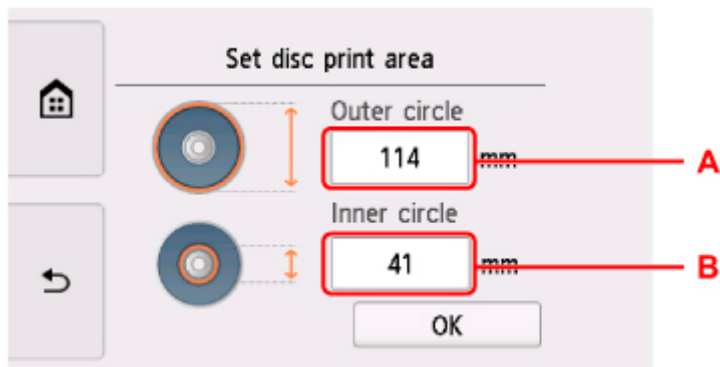 Set disc print area
Outer circle
114 mm
A
Inner circle
41 mm
B
OK